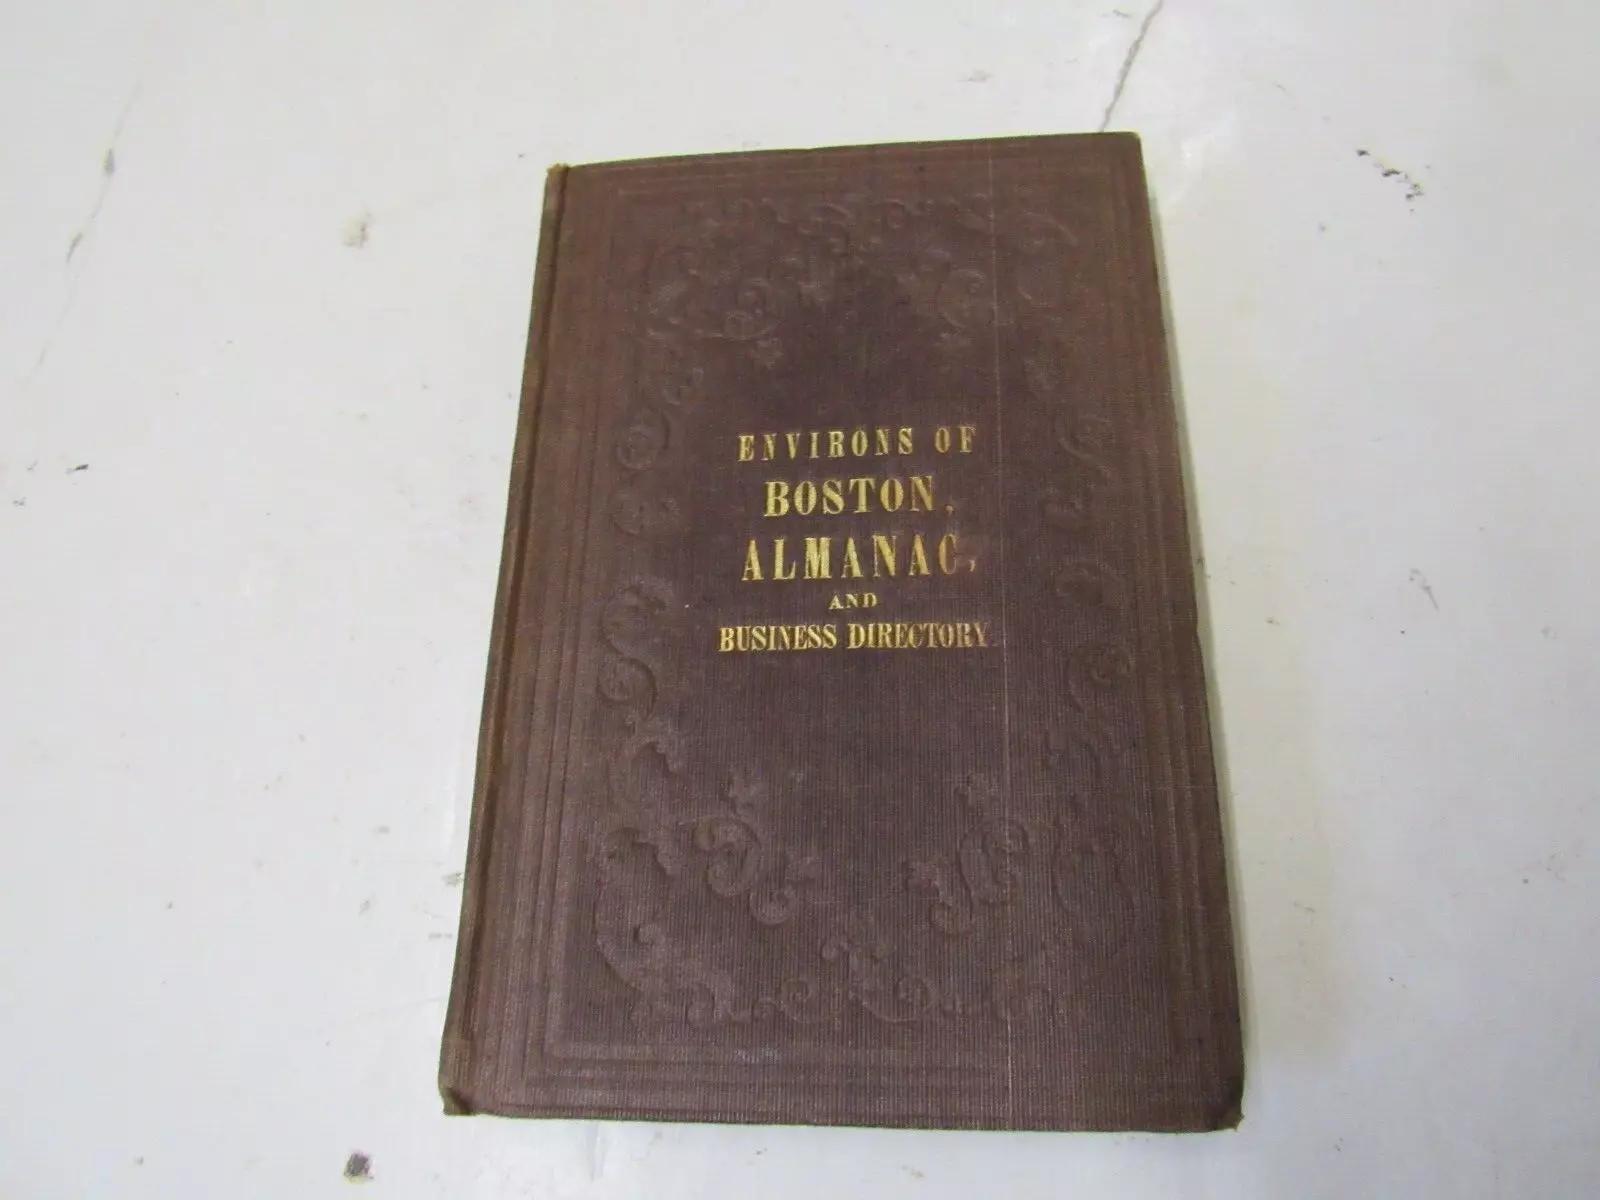 ENVIRONS OF
BOSTON,
ALMANAC,
AND
BUSINESS DIRECTORY